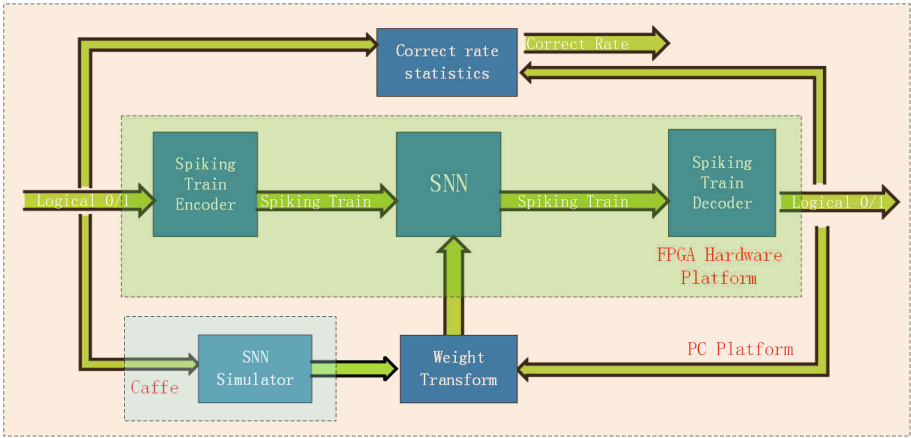 Correct rate
statistics
Correct Rate
Spiking
Train
Encoder
SNN
Spiking
Train
Decoder
Logical 0/1
Spiking Train
Spiking Train
Logical 0/1
FPGA Hardware
Platform
SNN
Simulator
Caffe
Weight
Transform
PC Platform